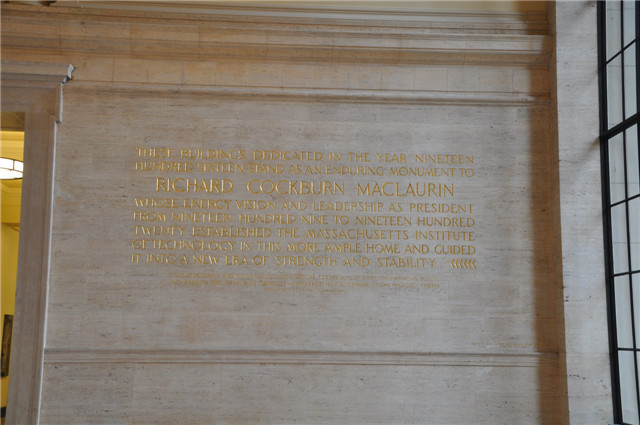 THESE BUILDINGS DEDICATED IN THE YEAR NINETEEN
HUNDRED SIXTEEN STAND AS AN ENDURING MONUMENT TO
RICHARD COCKBURN MACLAURIN
WHOSE ENERGY VISION AND LEADERSHIP AS PRESIDENT
FROM NINETEEN HUNDRED NINE TO NINETEEN HUNDRED
TWENTY ESTABLISHED THE MASSACHUSETTS INSTITUTE
OF TECHNOLOGY IN THIS MORE AMPLE HOME AND GUIDED
IT INTO A NEW ERA OF STRENGTH AND STABILITY